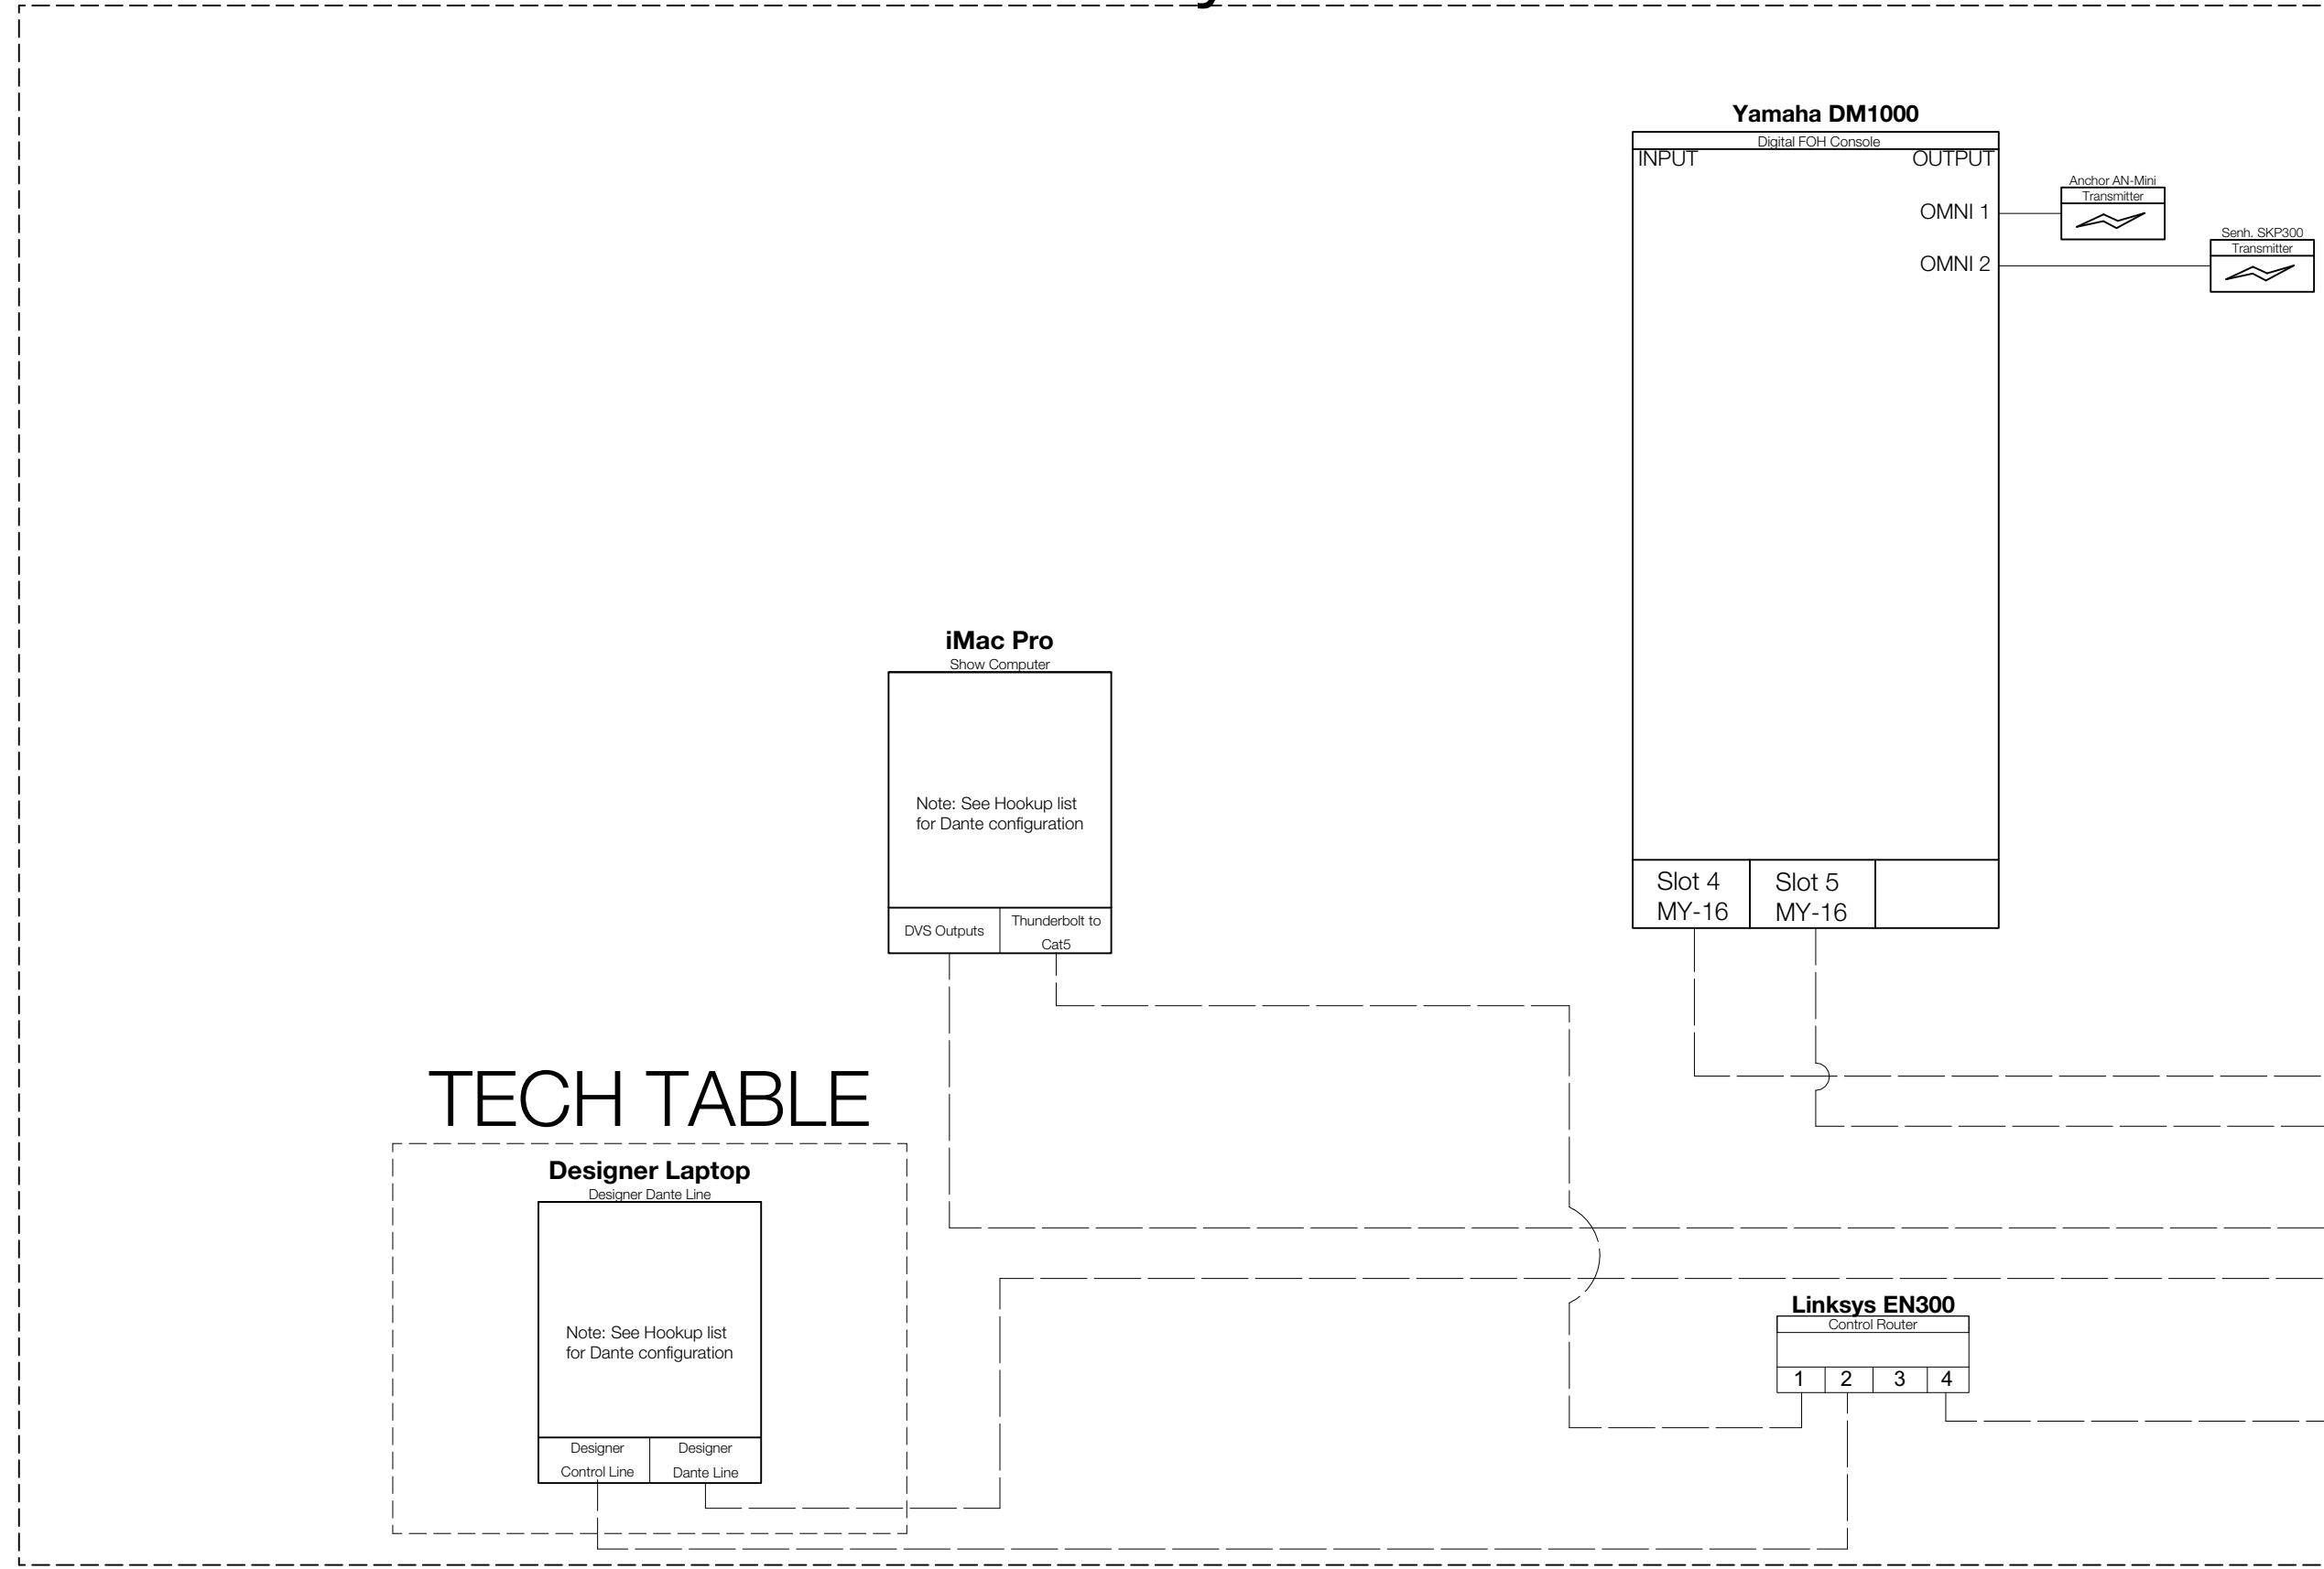 Yamaha DM1000
Digital FOH Console
INPUT
OUTPUT
Anchor AN-Mini
Transmitter
OMNI 1
Senh. SKP300
Transmitter
OMNI 2
iMac Pro
Show Computer
Note: See Hookup list
for Dante configuration
Slot 4
MY-16
Slot 5
MY-16
DVS Outputs
Thunderbolt to
Cat5
TECH TABLE
Designer Laptop
Designer Dante Line
Note: See Hookup list
for Dante configuration
Linksys EN300
Control Router
1 2 3 4
Designer
Control Line
Designer
Dante Line